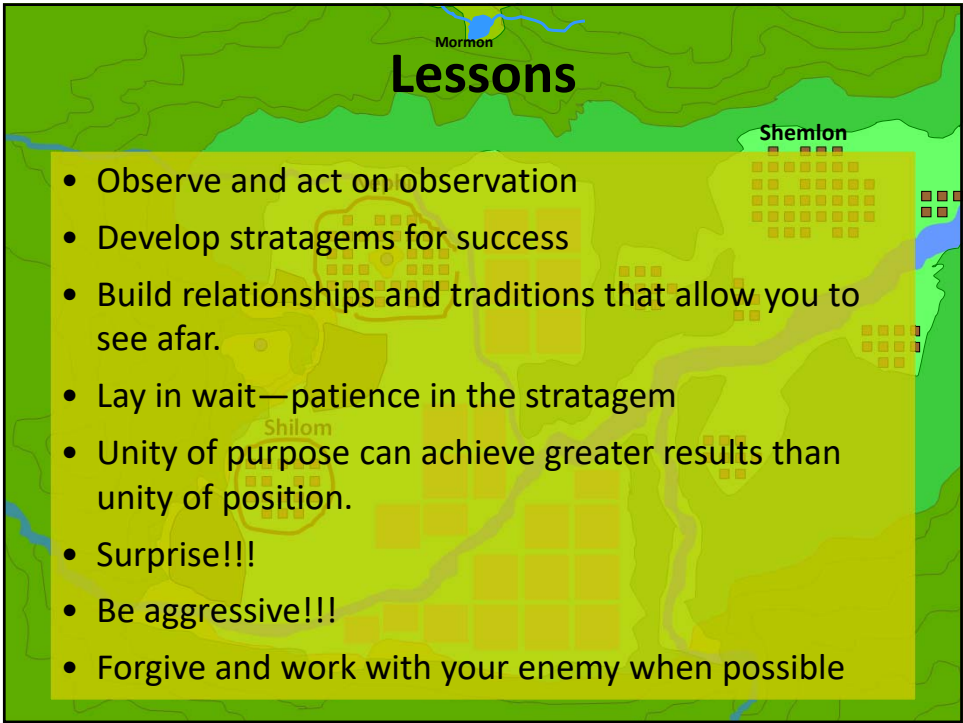 Mormon
Lessons
Shemlon
• Observe and act on observation
Nephi
• Develop stratagems for success
• Build relationships and traditions that allow you to
see afar.
• Lay in wait—patience in the stratagem
Shilom
• Unity of purpose can achieve greater results than
unity of position.
• Surprise!!!
• Be aggressive!!!
• Forgive and work with your enemy when possible